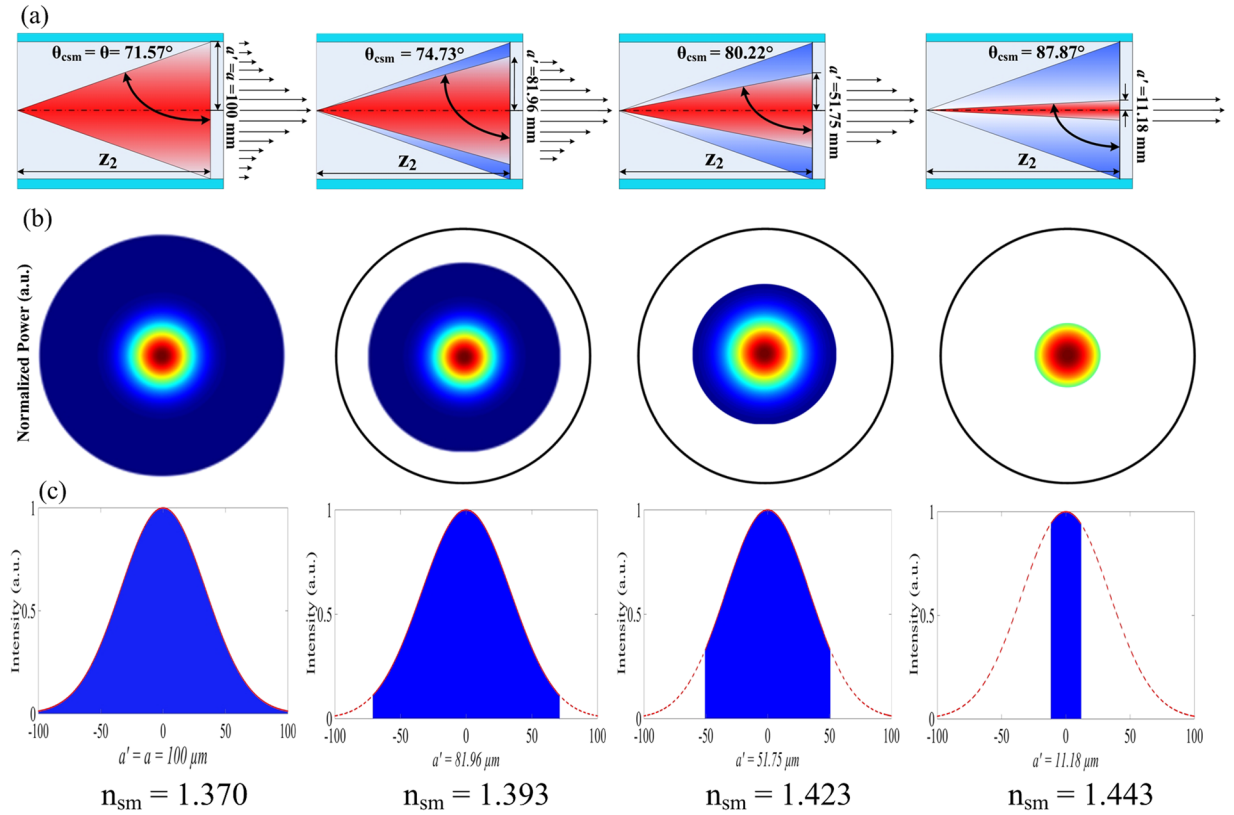 (a)
θcsm = θ= 71.57°
a' =a =100 mm
z2
θcsm = 74.73°
a' =81.96 mm
z2
θcsm = 80.22°
a' =51.75 mm
z2
θcsm = 87.87°
a' =11.18 mm
z2
(b)
Normalized Power (a.u.)
(c)
Intensity (a.u.)
1
0.5
0
-100 -50 0 50 100
a' = a = 100 μm
nsm = 1.370
Intensity (a.u.)
1
0.5
0
-100 -50 0 50 100
a' = 81.96 μm
nsm = 1.393
Intensity (a.u.)
1
0.5
0
-100 -50 0 50 100
a' = 51.75 μm
nsm = 1.423
Intensity (a.u.)
1
0.5
0
-100 -50 0 50 100
a' = 11.18 μm
nsm = 1.443